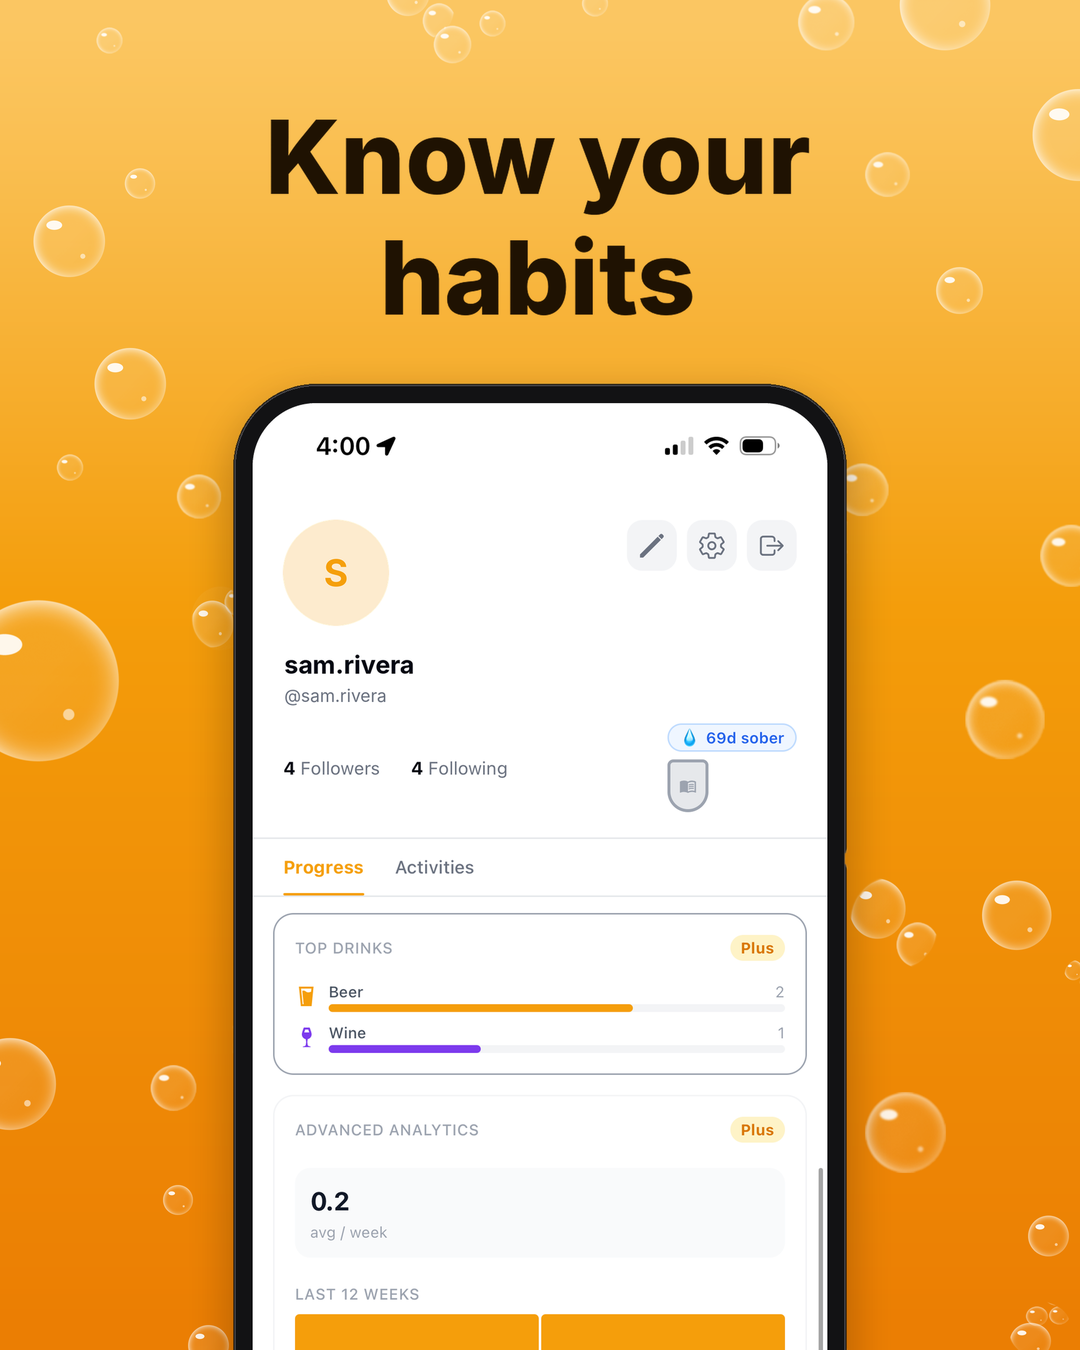 Know your
habits
4:00
S
sam.rivera
@sam.rivera
69d sober
4 Followers 4 Following
Progress Activities
TOP DRINKS Plus
Beer 2
Wine 1
ADVANCED ANALYTICS Plus
0.2
avg / week
LAST 12 WEEKS